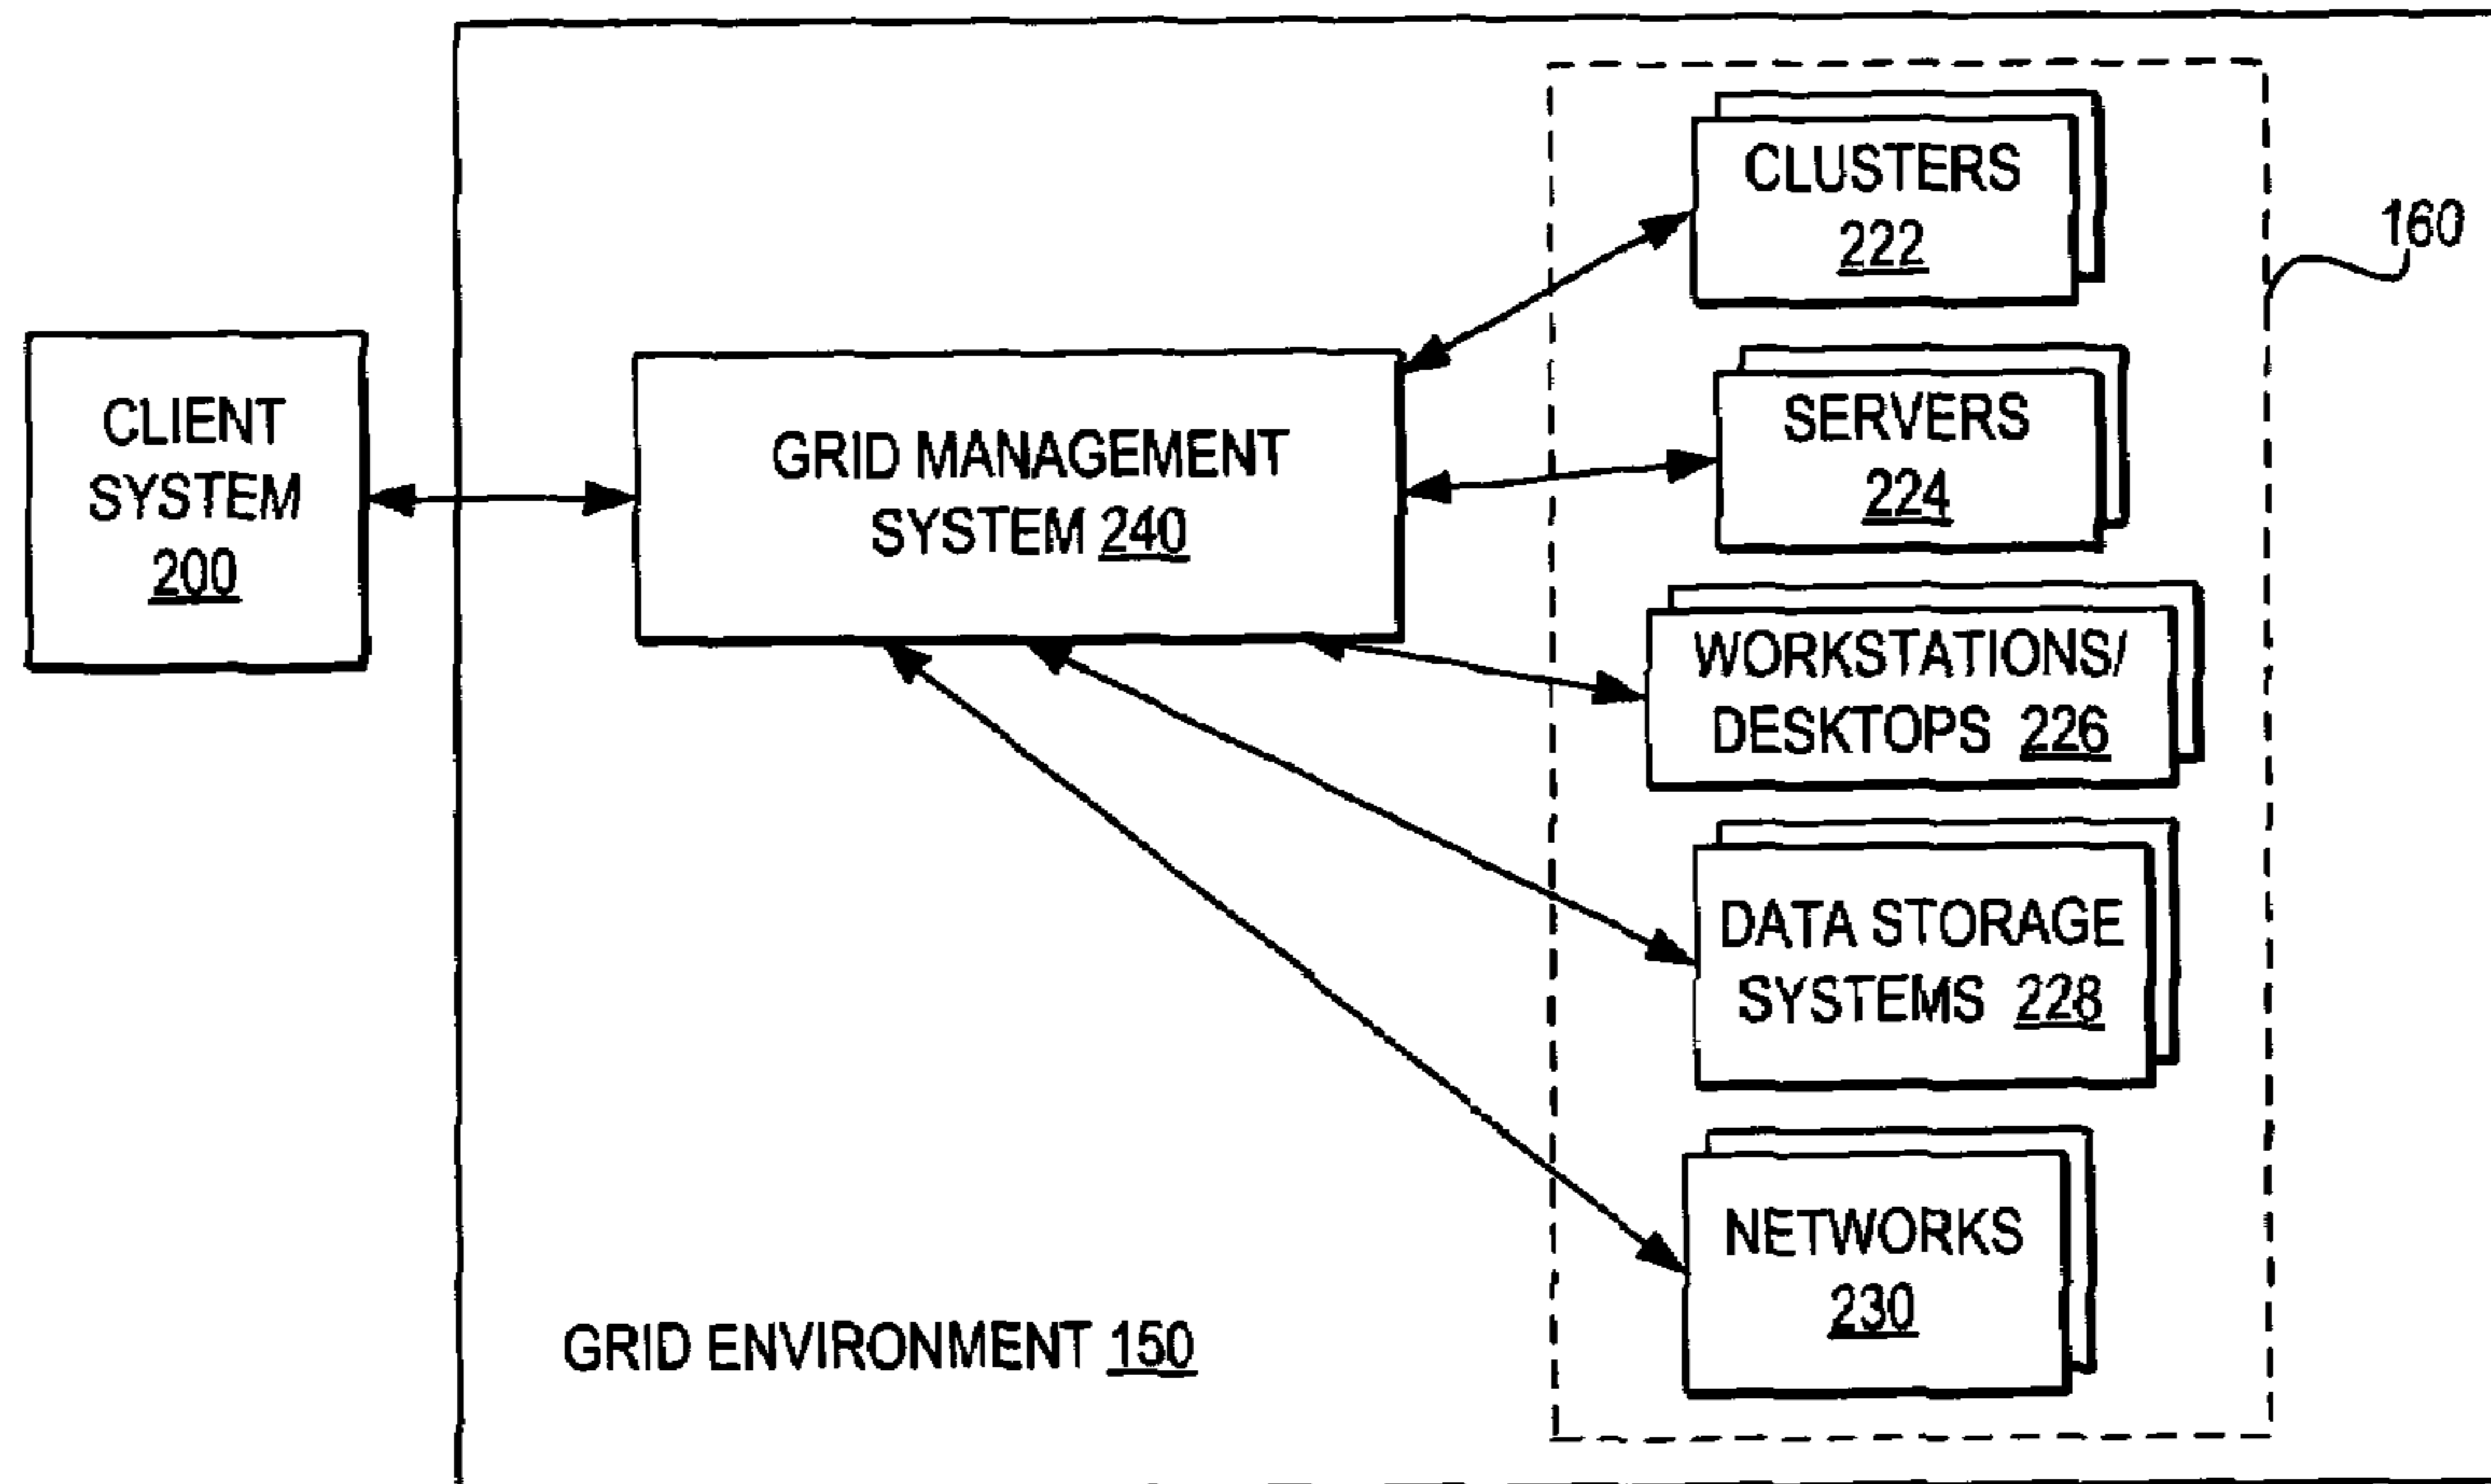 CLIENT
SYSTEM
200
GRID MANAGEMENT
SYSTEM 240
CLUSTERS
222
160
SERVERS
224
WORKSTATIONS/
DESKTOPS 226
DATA STORAGE
SYSTEMS 228
NETWORKS
230
GRID ENVIRONMENT 150